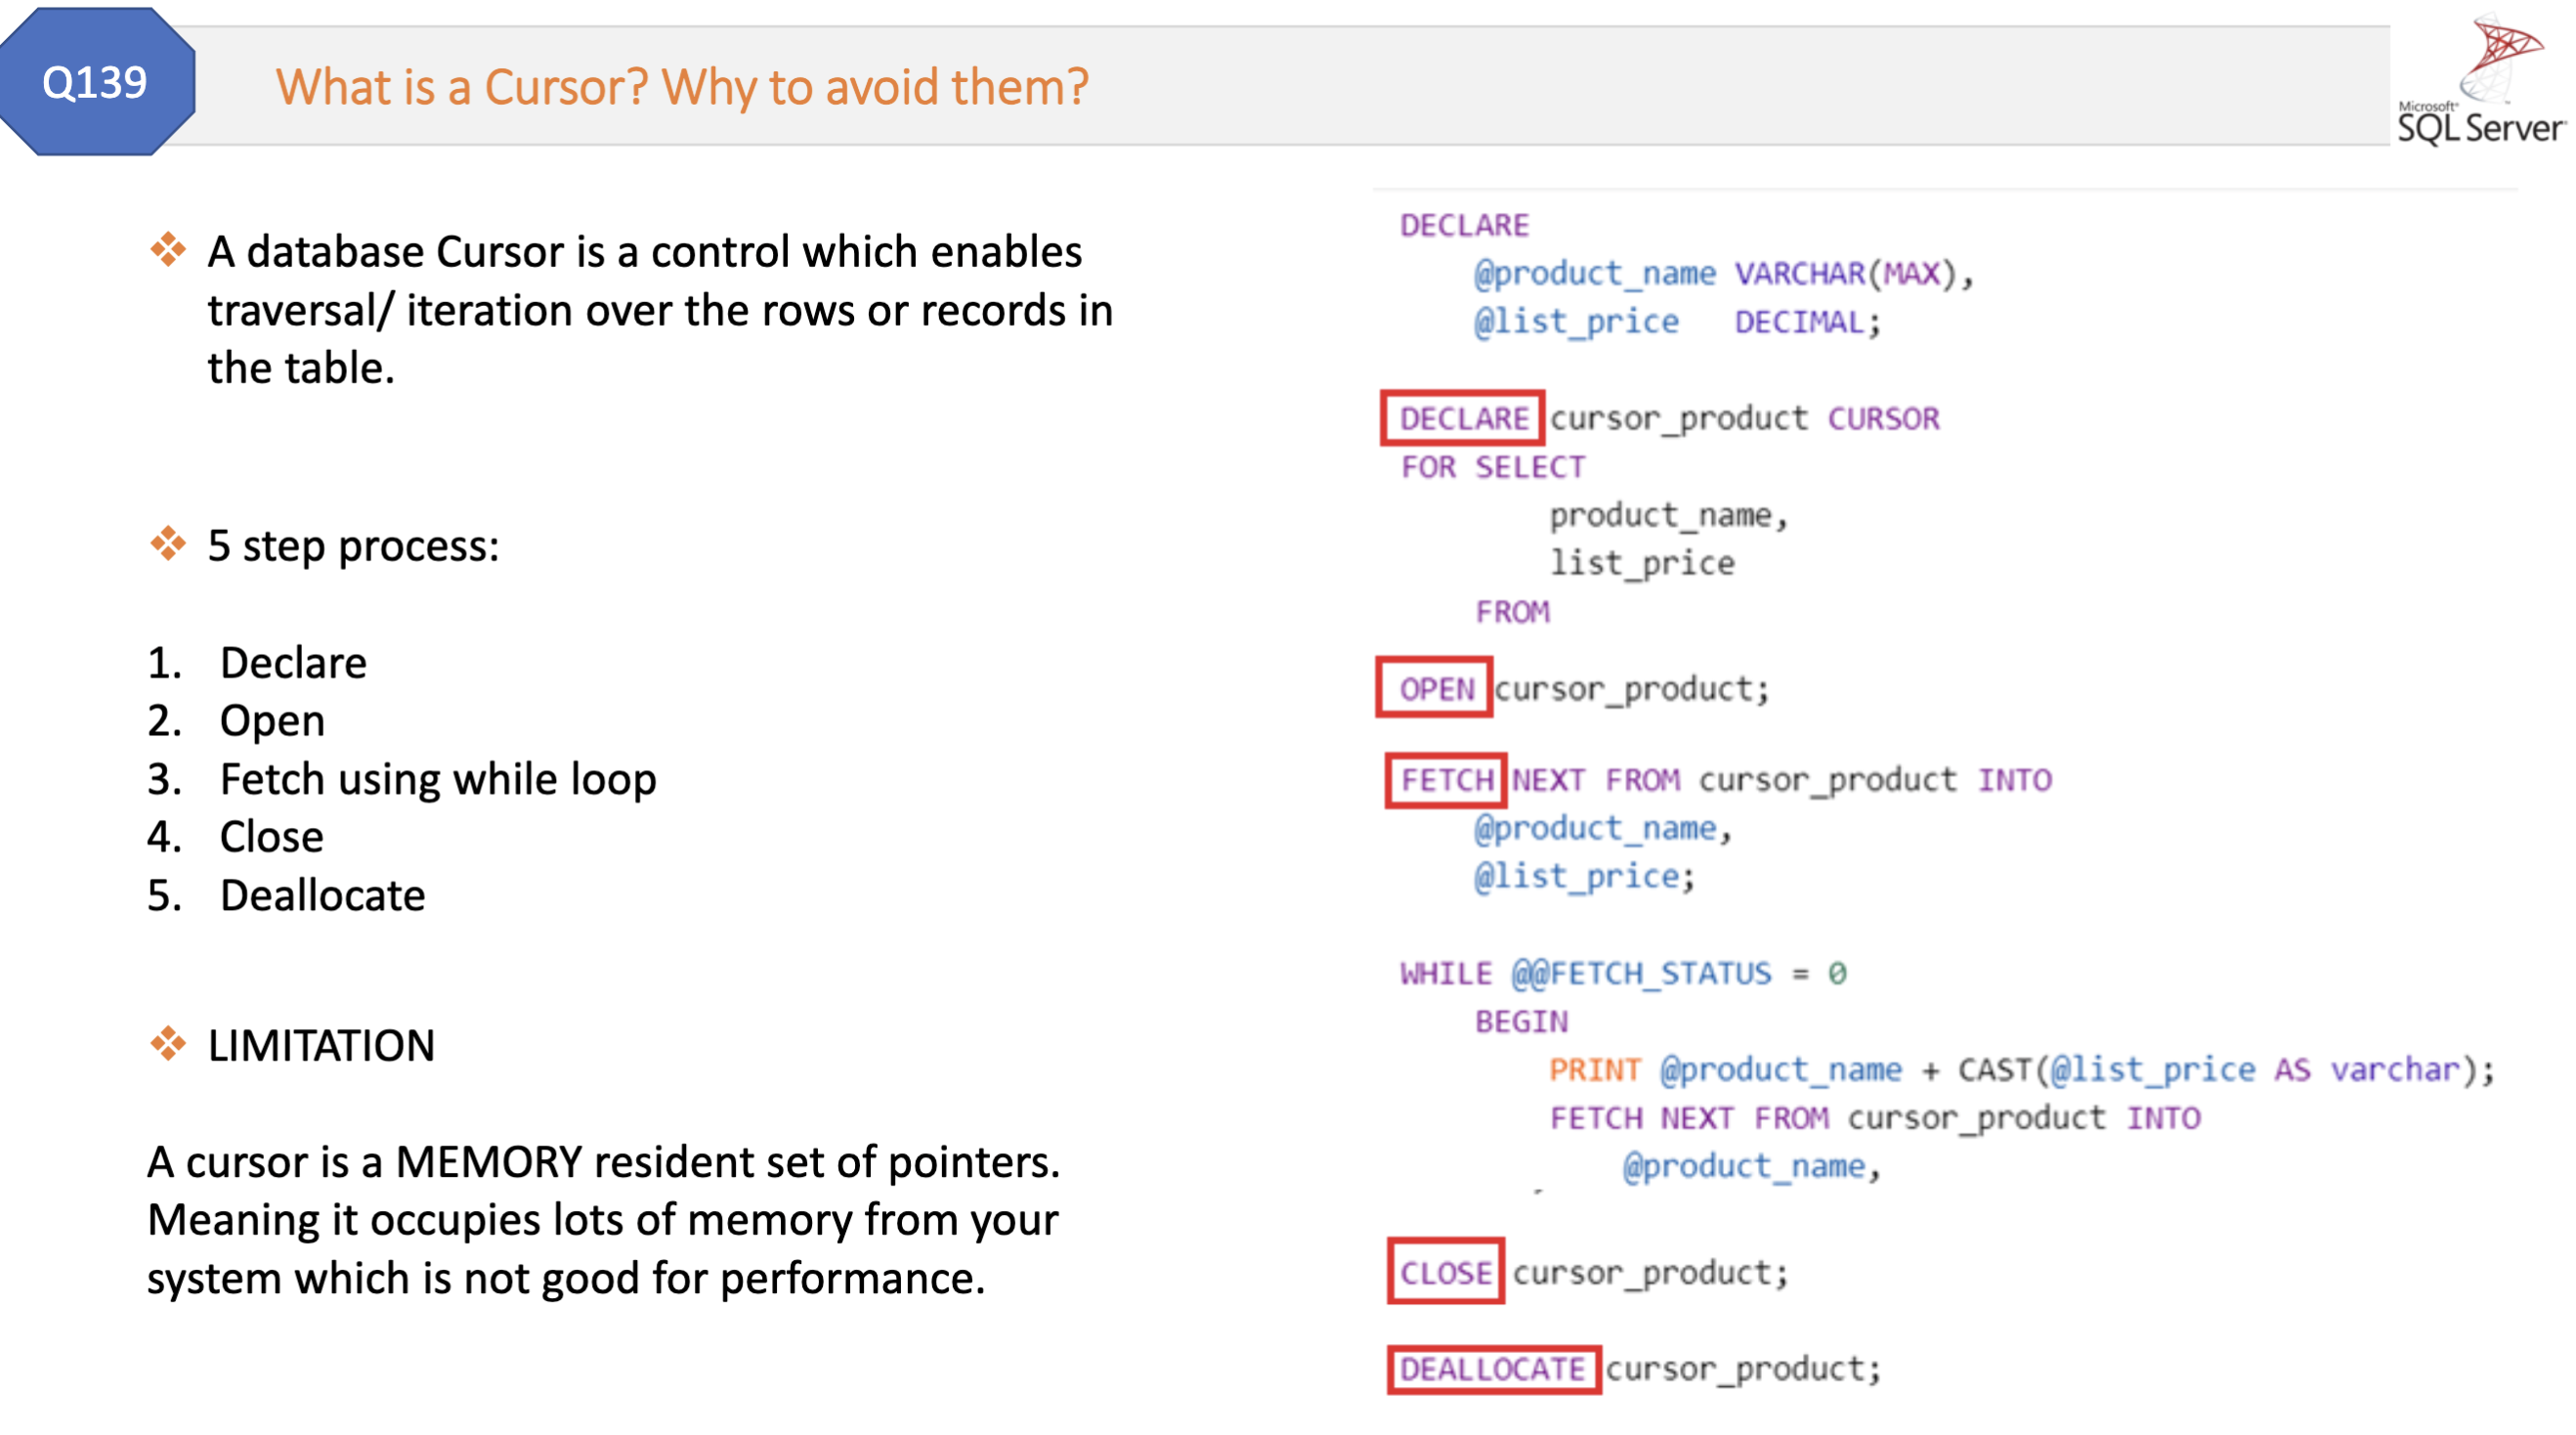 Q139
What is a Cursor? Why to avoid them?
Microsoft®
SQL Server®
❖ A database Cursor is a control which enables
traversal/ iteration over the rows or records in
the table.
❖ 5 step process:
1. Declare
2. Open
3. Fetch using while loop
4. Close
5. Deallocate
❖ LIMITATION
A cursor is a MEMORY resident set of pointers.
Meaning it occupies lots of memory from your
system which is not good for performance.
DECLARE
@product_name VARCHAR(MAX),
@list_price DECIMAL;
DECLARE cursor_product CURSOR
FOR SELECT
product_name,
list_price
FROM
OPEN cursor_product;
FETCH NEXT FROM cursor_product INTO
@product_name,
@list_price;
WHILE @@FETCH_STATUS = 0
BEGIN
PRINT @product_name + CAST(@list_price AS varchar);
FETCH NEXT FROM cursor_product INTO
@product_name,
CLOSE cursor_product;
DEALLOCATE cursor_product;